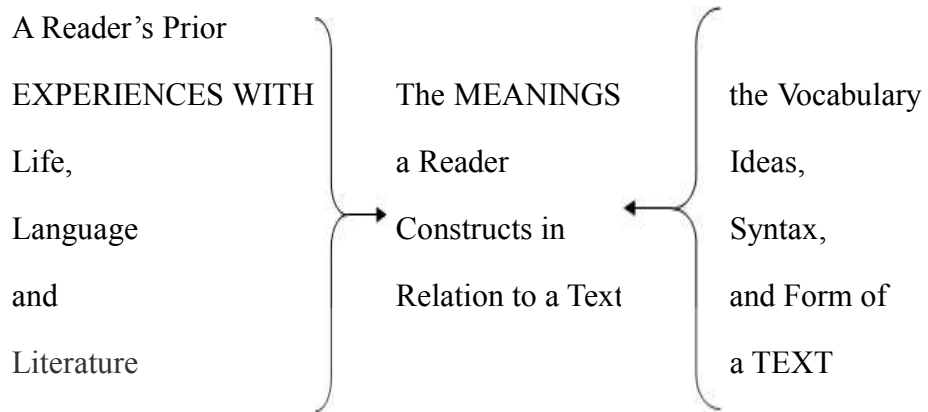 A Reader’s Prior
EXPERIENCES WITH
Life,
Language
and
Literature
The MEANINGS
a Reader
Constructs in
Relation to a Text
the Vocabulary
Ideas,
Syntax,
and Form of
a TEXT